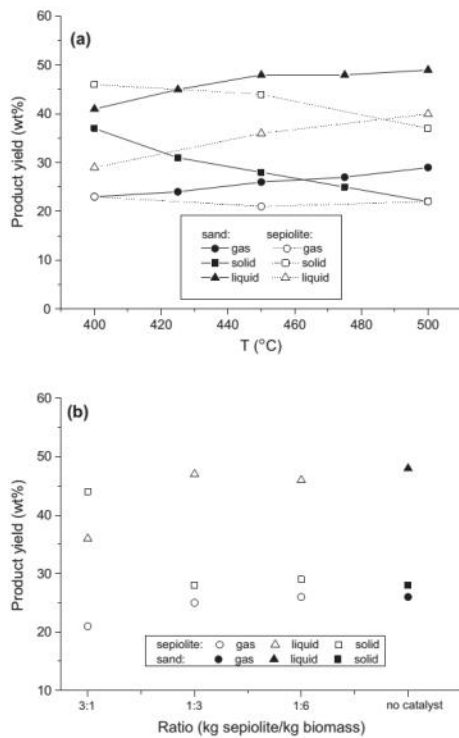 (a)
60
50
40
30
20
10
0
Product yield (wt%)
sand: sepiolite:
gas gas
solid solid
liquid liquid
400 420 440 460 480 500
T (°C)
(b)
60
50
40
30
20
10
Product yield (wt%)
sepiolite: gas liquid solid
sand: gas liquid solid
3:1 1:3 1:6 no catalyst
Ratio (kg sepiolite/kg biomass)